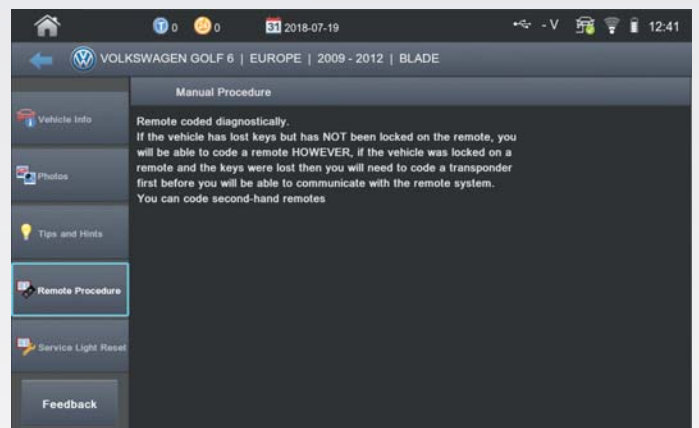 0
0
31 2018-07-19
- V
12:41
VOLKSWAGEN GOLF 6 | EUROPE | 2009 - 2012 | BLADE
Manual Procedure
Vehicle Info
Photos
Tips and Hints
Remote Procedure
Service Light Reset
Feedback
Remote coded diagnostically.
If the vehicle has lost keys but has NOT been locked on the remote, you
will be able to code a remote HOWEVER, if the vehicle was locked on a
remote and the keys were lost then you will need to code a transponder
first before you will be able to communicate with the remote system.
You can code second-hand remotes